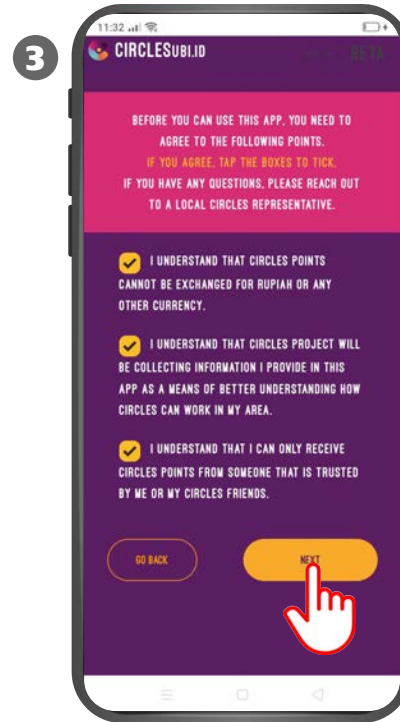 3
11:32
CIRCLESUBI.ID
BETA
BEFORE YOU CAN USE THIS APP, YOU NEED TO
AGREE TO THE FOLLOWING POINTS.
IF YOU AGREE, TAP THE BOXES TO TICK.
IF YOU HAVE ANY QUESTIONS, PLEASE REACH OUT
TO A LOCAL CIRCLES REPRESENTATIVE.
I UNDERSTAND THAT CIRCLES POINTS
CANNOT BE EXCHANGED FOR RUPIAH OR ANY
OTHER CURRENCY.
I UNDERSTAND THAT CIRCLES PROJECT WILL
BE COLLECTING INFORMATION I PROVIDE IN THIS
APP AS A MEANS OF BETTER UNDERSTANDING HOW
CIRCLES CAN WORK IN MY AREA.
I UNDERSTAND THAT I CAN ONLY RECEIVE
CIRCLES POINTS FROM SOMEONE THAT IS TRUSTED
BY ME OR MY CIRCLES FRIENDS.
GO BACK
NEXT